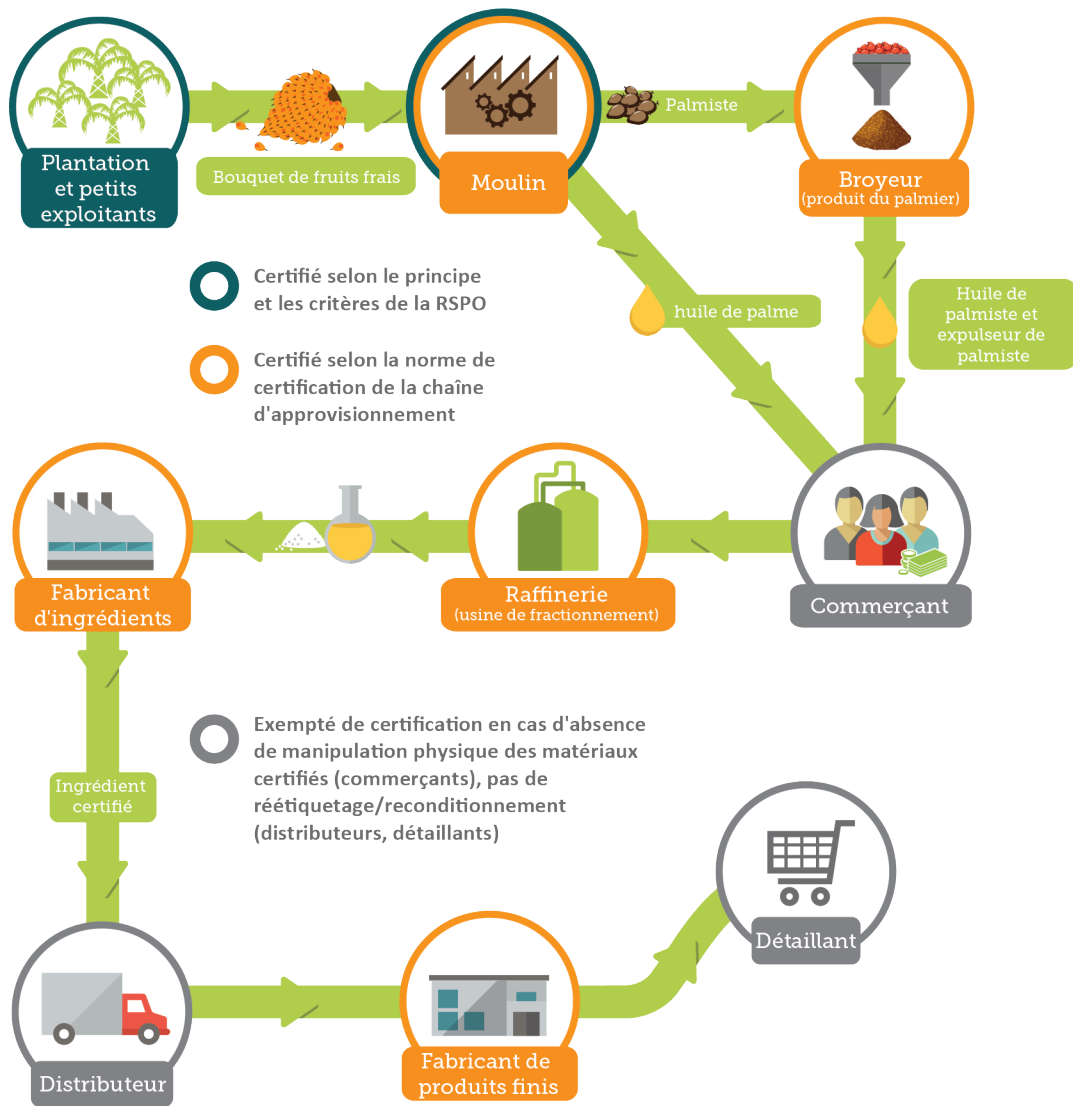 Plantation
et petits
exploitants
Bouquet de fruits frais
Moulin
Palmiste
Broyeur
(produit du palmier)
Certifié selon le principe
et les critères de la RSPO
huile de palme
Huile de
palmiste et
expulseur de
palmiste
Certifié selon la norme de
certification de la chaîne
d'approvisionnement
Fabricant
d'ingrédients
Raffinerie
(usine de fractionnement)
Commerçant
Exempté de certification en cas d'absence
de manipulation physique des matériaux
certifiés (commerçants), pas de
réétiquetage/reconditionnement
(distributeurs, détaillants)
Ingrédient
certifié
Détaillant
Distributeur
Fabricant de
produits finis